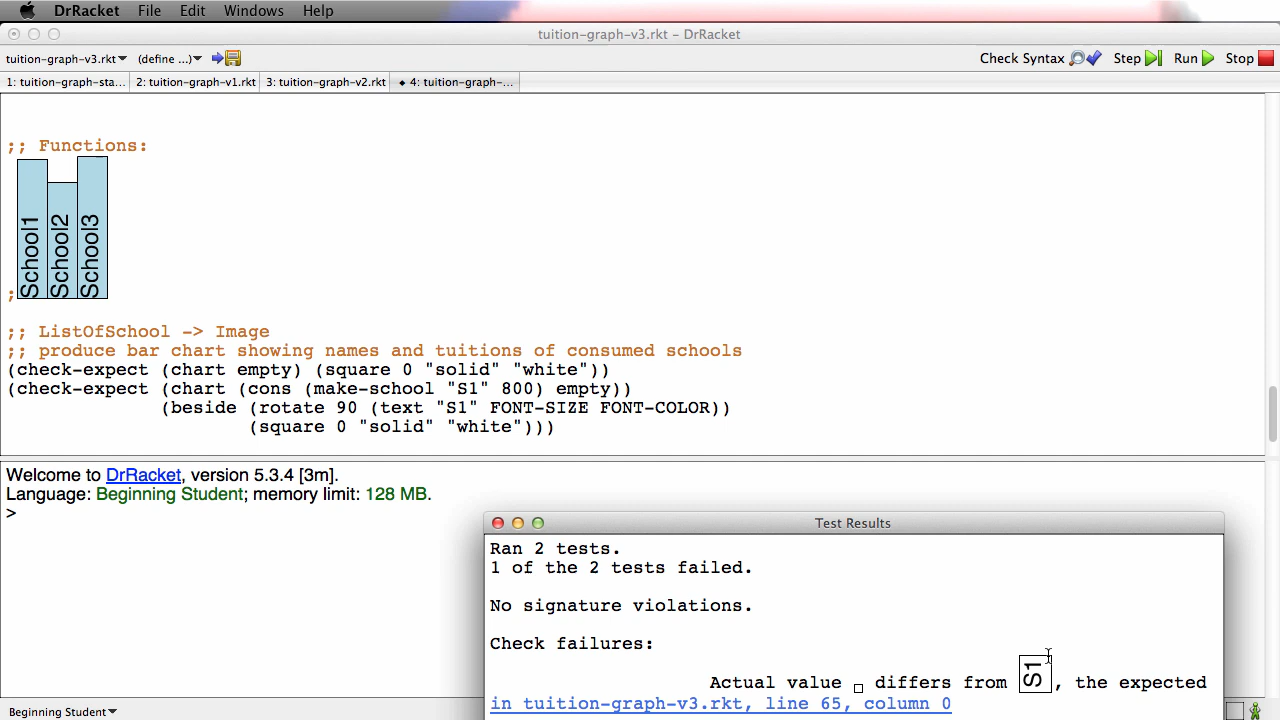 DrRacket File Edit Windows Help
tuition-graph-v3.rkt – DrRacket
tuition-graph-v3.rkt▾ (define ...)▾ Check Syntax Step Run Stop
1: tuition-graph-sta... 2: tuition-graph-v1.rkt 3: tuition-graph-v2.rkt ◆ 4: tuition-graph-...
;; Functions:
School1 School2 School3
;
;; ListOfSchool -> Image
;; produce bar chart showing names and tuitions of consumed schools
(check-expect (chart empty) (square 0 "solid" "white"))
(check-expect (chart (cons (make-school "S1" 800) empty))
(beside (rotate 90 (text "S1" FONT-SIZE FONT-COLOR))
(square 0 "solid" "white")))
Welcome to DrRacket, version 5.3.4 [3m].
Language: Beginning Student; memory limit: 128 MB.
>
Test Results
Ran 2 tests.
1 of the 2 tests failed.
No signature violations.
Check failures:
Actual value differs from S1, the expected
in tuition-graph-v3.rkt, line 65, column 0
Beginning Student▾